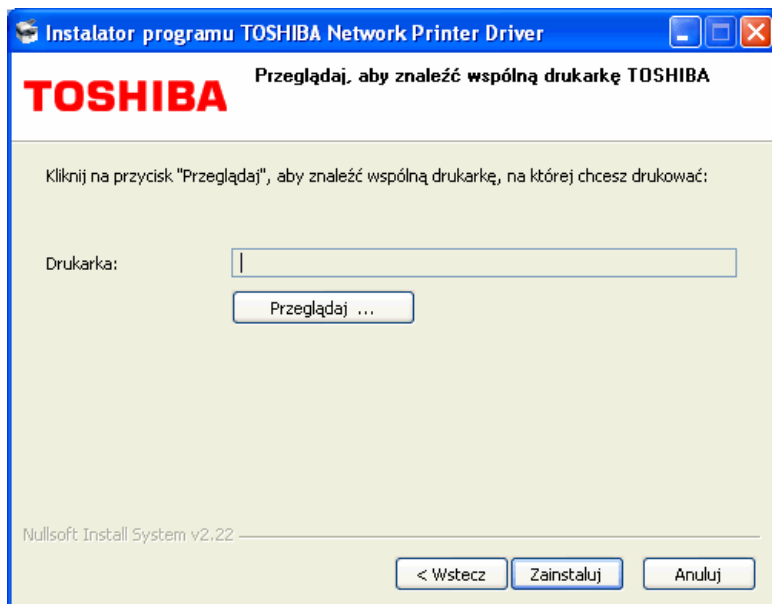 Instalator programu TOSHIBA Network Printer Driver
Przeglądaj, aby znaleźć wspólną drukarkę TOSHIBA
TOSHIBA
Kliknij na przycisk "Przeglądaj", aby znaleźć wspólną drukarkę, na której chcesz drukować:
Drukarka:
Przeglądaj ...
Nullsoft Install System v2.22
< Wstecz
Zainstaluj
Anuluj